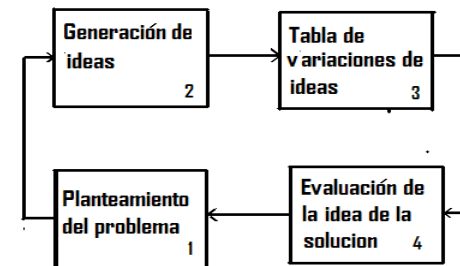 Generación de
ideas
2
Tabla de
variaciones de
ideas
3
Planteamiento
del problema
1
Evaluación de
la idea de la
solucion 4